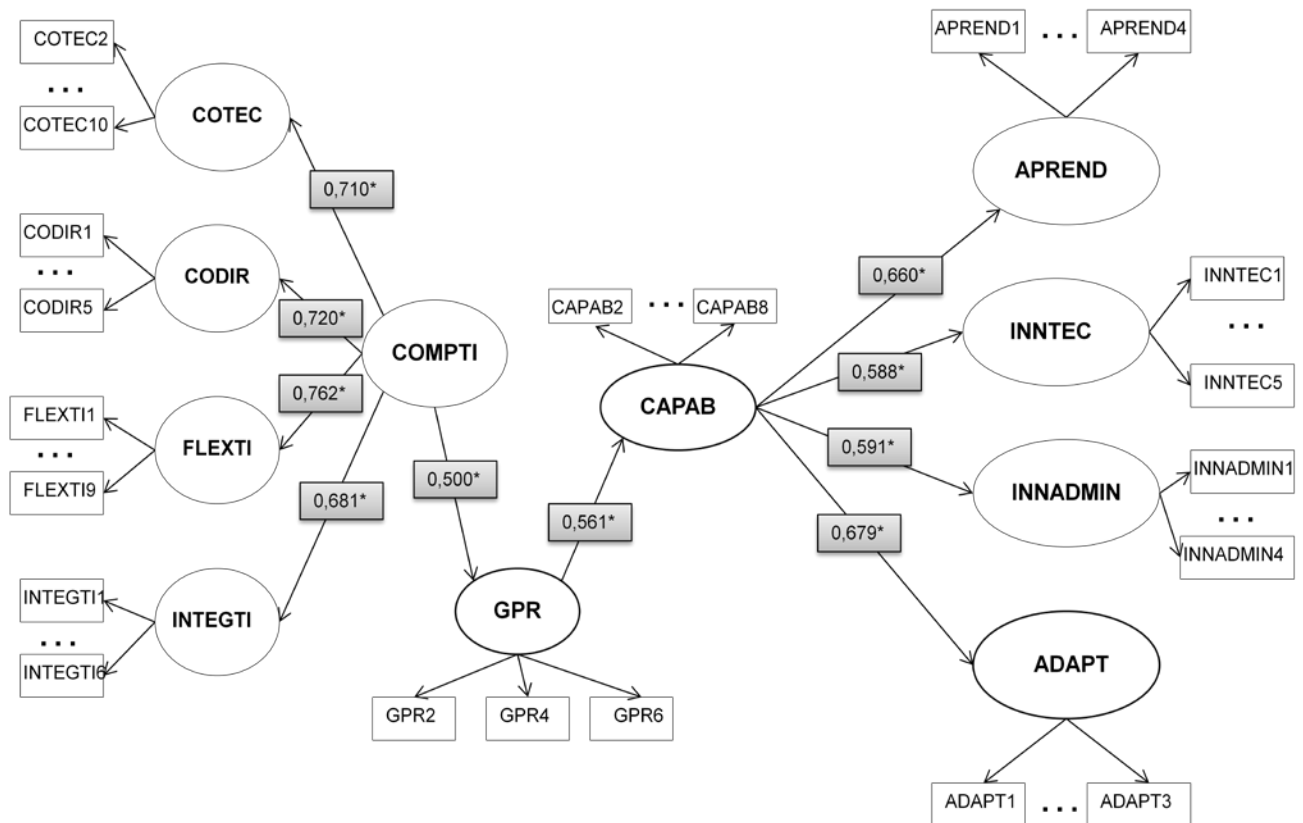 COTEC2
...
COTEC10
COTEC
0,710*
CODIR1
...
CODIR5
CODIR
0,720*
COMPTI
0,762*
FLEXTI1
...
FLEXTI9
FLEXTI
0,681*
INTEGTI1
...
INTEGTI6
INTEGTI
0,500*
GPR
GPR2
GPR4
GPR6
0,561*
CAPAB2
...
CAPAB8
CAPAB
0,660*
APREND1
...
APREND4
APREND
0,588*
INNTEC
INNTEC1
...
INNTEC5
0,591*
INNADMIN
INNADMIN1
...
INNADMIN4
0,679*
ADAPT
ADAPT1
...
ADAPT3